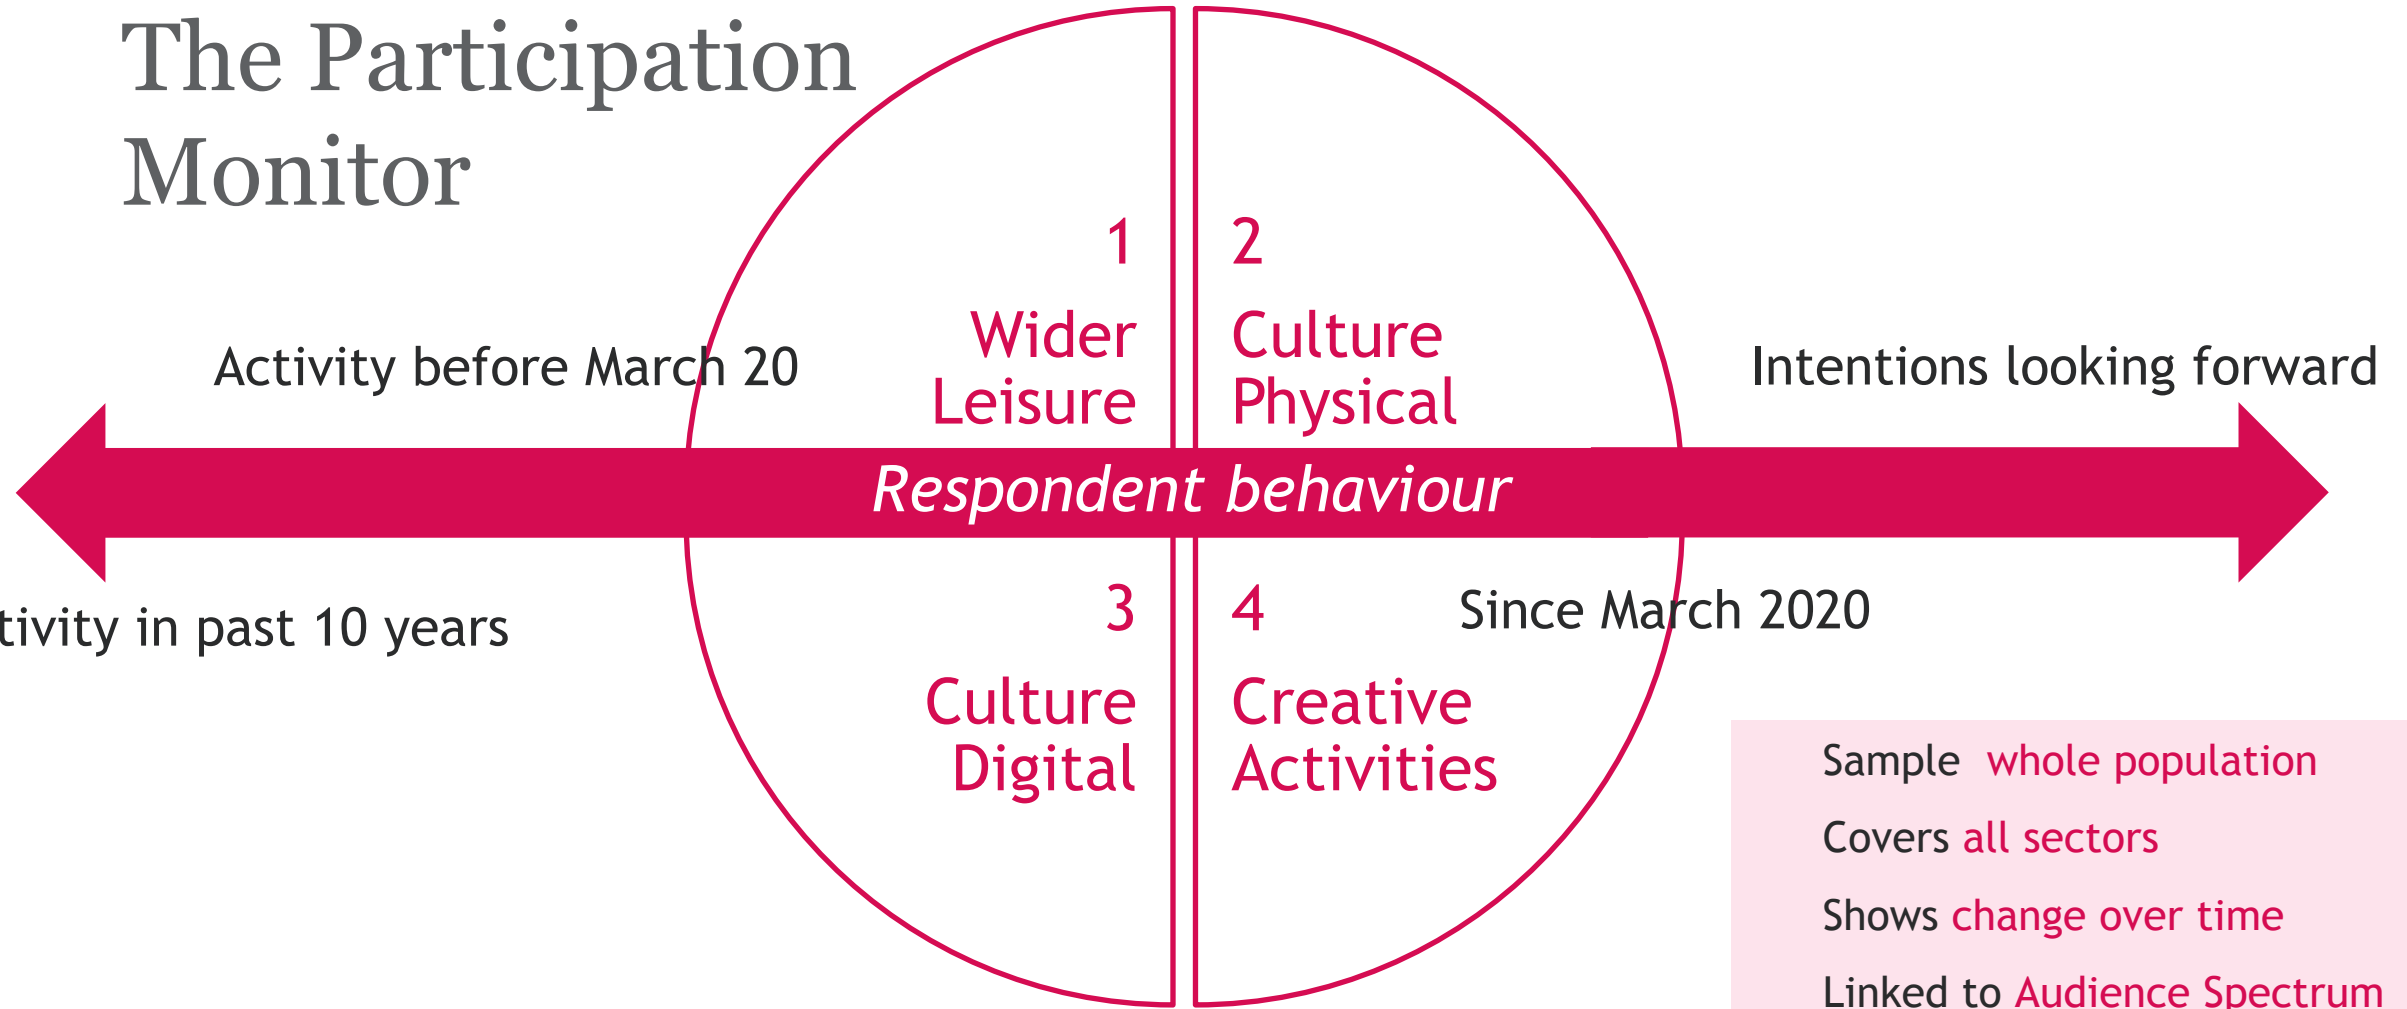 The Participation
Monitor
1
Wider
Leisure
2
Culture
Physical
Activity before March 20
Intentions looking forward
Respondent behaviour
tivity in past 10 years
3
Culture
Digital
4
Creative
Activities
Since March 2020
Sample whole population
Covers all sectors
Shows change over time
Linked to Audience Spectrum